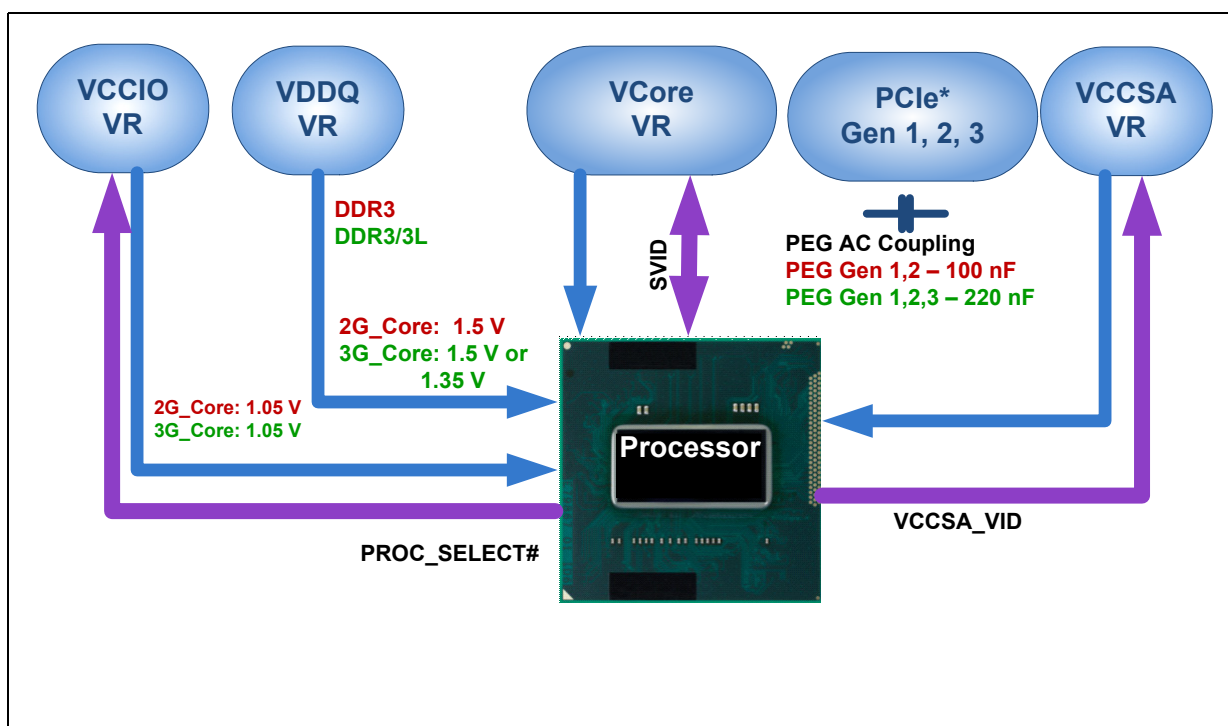 VCCIO
VR
VDDQ
VR
VCore
VR
PCIe*
Gen 1, 2, 3
VCCSA
VR
DDR3
DDR3/3L
SVID
PEG AC Coupling
PEG Gen 1,2 – 100 nF
PEG Gen 1,2,3 – 220 nF
2G_Core: 1.5 V
3G_Core: 1.5 V or
1.35 V
2G_Core: 1.05 V
3G_Core: 1.05 V
Processor
PROC_SELECT#
VCCSA_VID